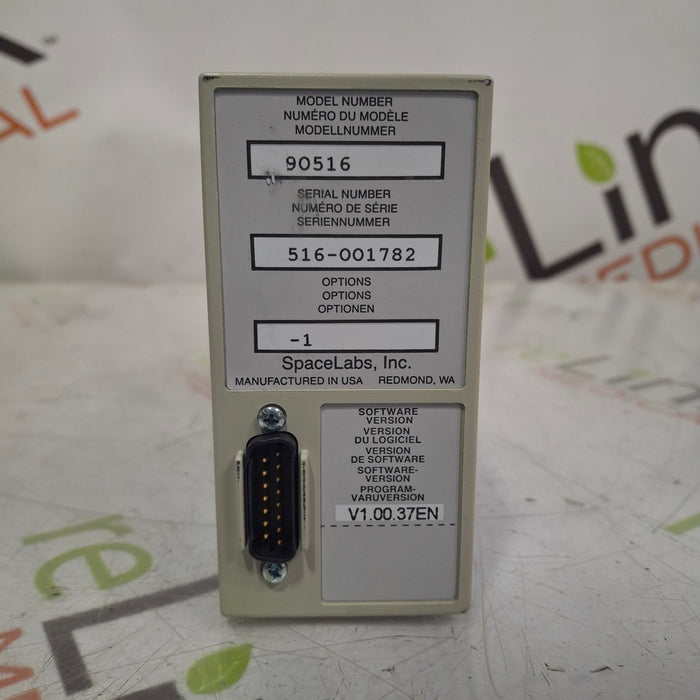 MODEL NUMBER
NUMÉRO DU MODÈLE
MODELLNUMMER
90516
SERIAL NUMBER
NUMÉRO DE SÉRIE
SERIENNUMMER
516-001782
OPTIONS
OPTIONS
OPTIONEN
-1
SpaceLabs, Inc.
MANUFACTURED IN USA REDMOND, WA
SOFTWARE
VERSION
VERSION
DU LOGICIEL
VERSION
DE SOFTWARE
SOFTWARE-
VERSION
PROGRAM-
VARUVERSION
V1.00.37EN